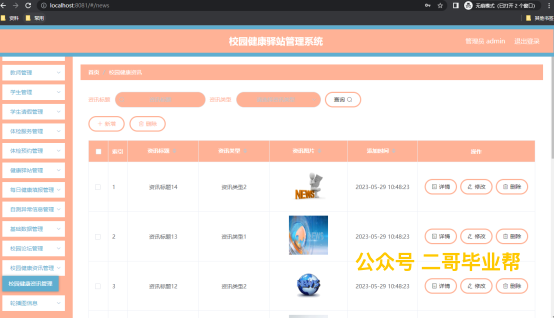 localhost:8081/#/news
无痕模式（已打开 2 个窗口）
资料
常用
其他书签
校园健康驿站管理系统
管理员 admin
退出登录
教师管理
学生管理
学生请假管理
体检服务管理
体检预约管理
健康驿站管理
每日健康填报管理
基础数据管理
校园论坛管理
校园健康资讯管理
校园健康资讯管理
轮播图信息
首页
校园健康资讯
资讯标题
资讯类型
查询
新增
删除
索引
资讯标题
资讯类型
资讯图片
添加时间
操作
1
资讯标题14
资讯类型2
NEWS
2023-05-29 10:48:23
详情
修改
删除
2
资讯标题13
资讯类型1
2023-05-29 10:48:23
详情
修改
删除
3
资讯标题12
资讯类型2
2023-05-29 10:48:23
详情
修改
删除
公众号 二哥毕业帮